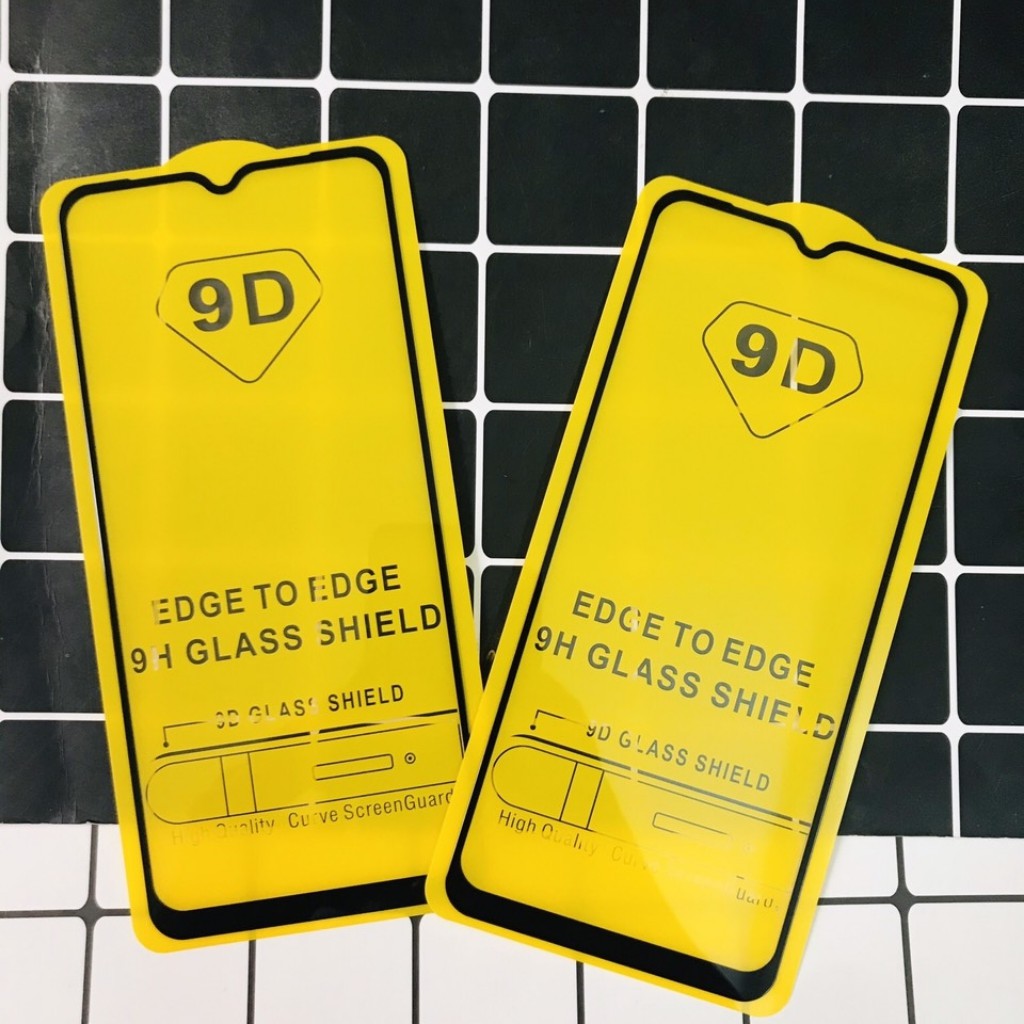 9D
EDGE TO EDGE
9H GLASS SHIELD
9D GLASS SHIELD
High Quality Curve ScreenGuard
9D
EDGE TO EDGE
9H GLASS SHIELD
9D GLASS SHIELD
High Quality